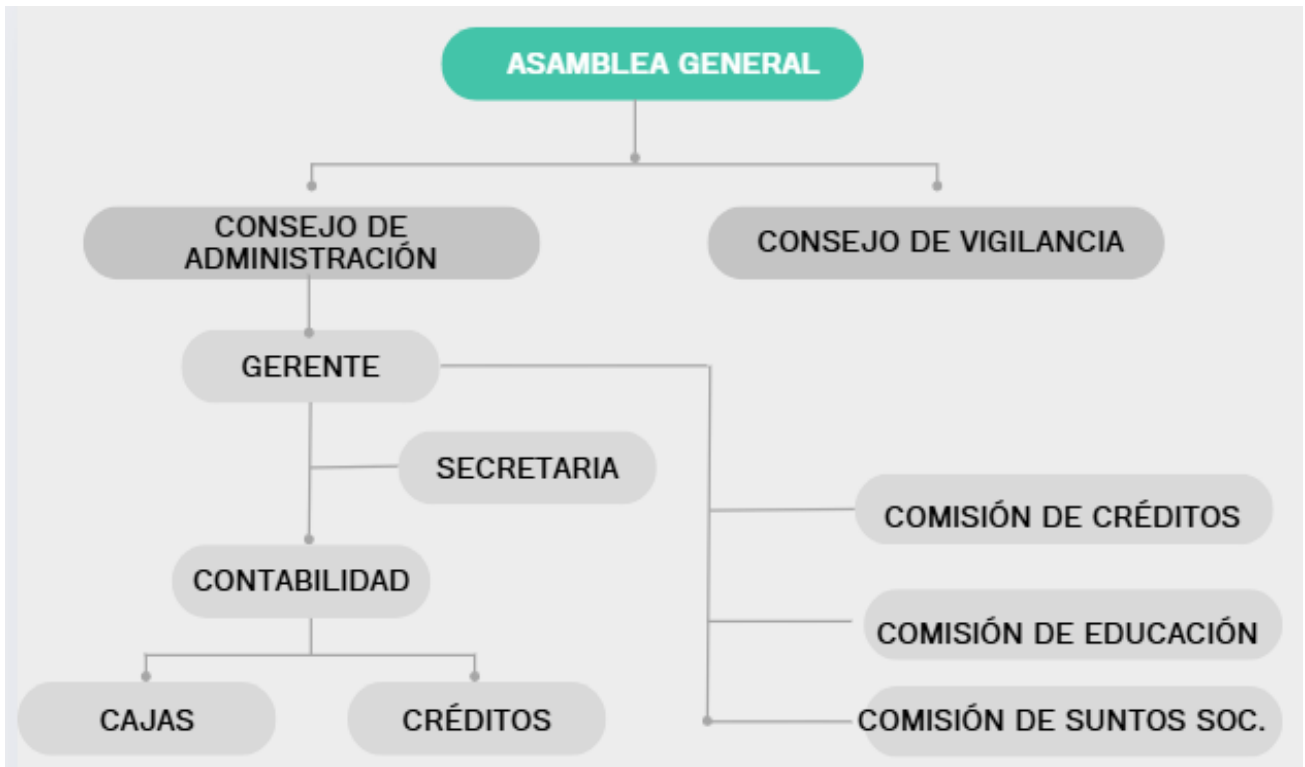 ASAMBLEA GENERAL
CONSEJO DE
ADMINISTRACIÓN
CONSEJO DE VIGILANCIA
GERENTE
SECRETARIA
COMISIÓN DE CRÉDITOS
CONTABILIDAD
COMISIÓN DE EDUCACIÓN
CAJAS
CRÉDITOS
COMISIÓN DE SUNTOS SOC.